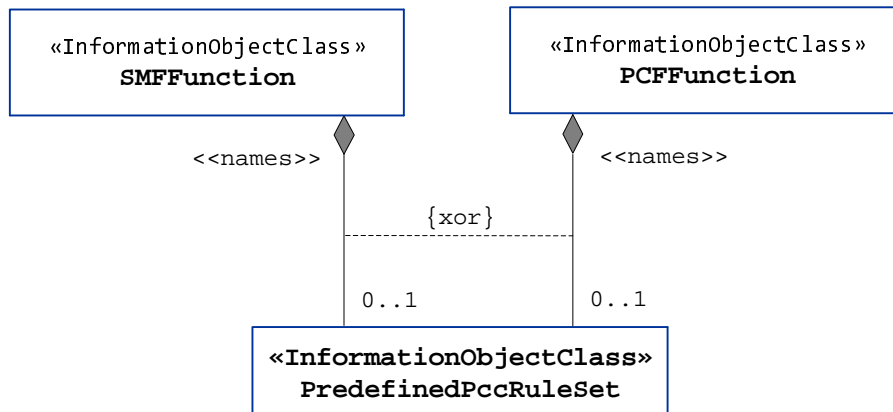 «InformationObjectClass»
SMFFunction
«InformationObjectClass»
PCFFunction
<<names>>
<<names>>
{xor}
0..1
0..1
«InformationObjectClass»
PredefinedPccRuleSet